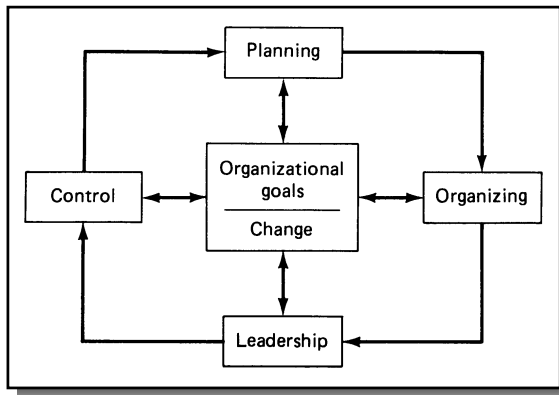 Planning
Organizational
goals
Change
Control
Organizing
Leadership